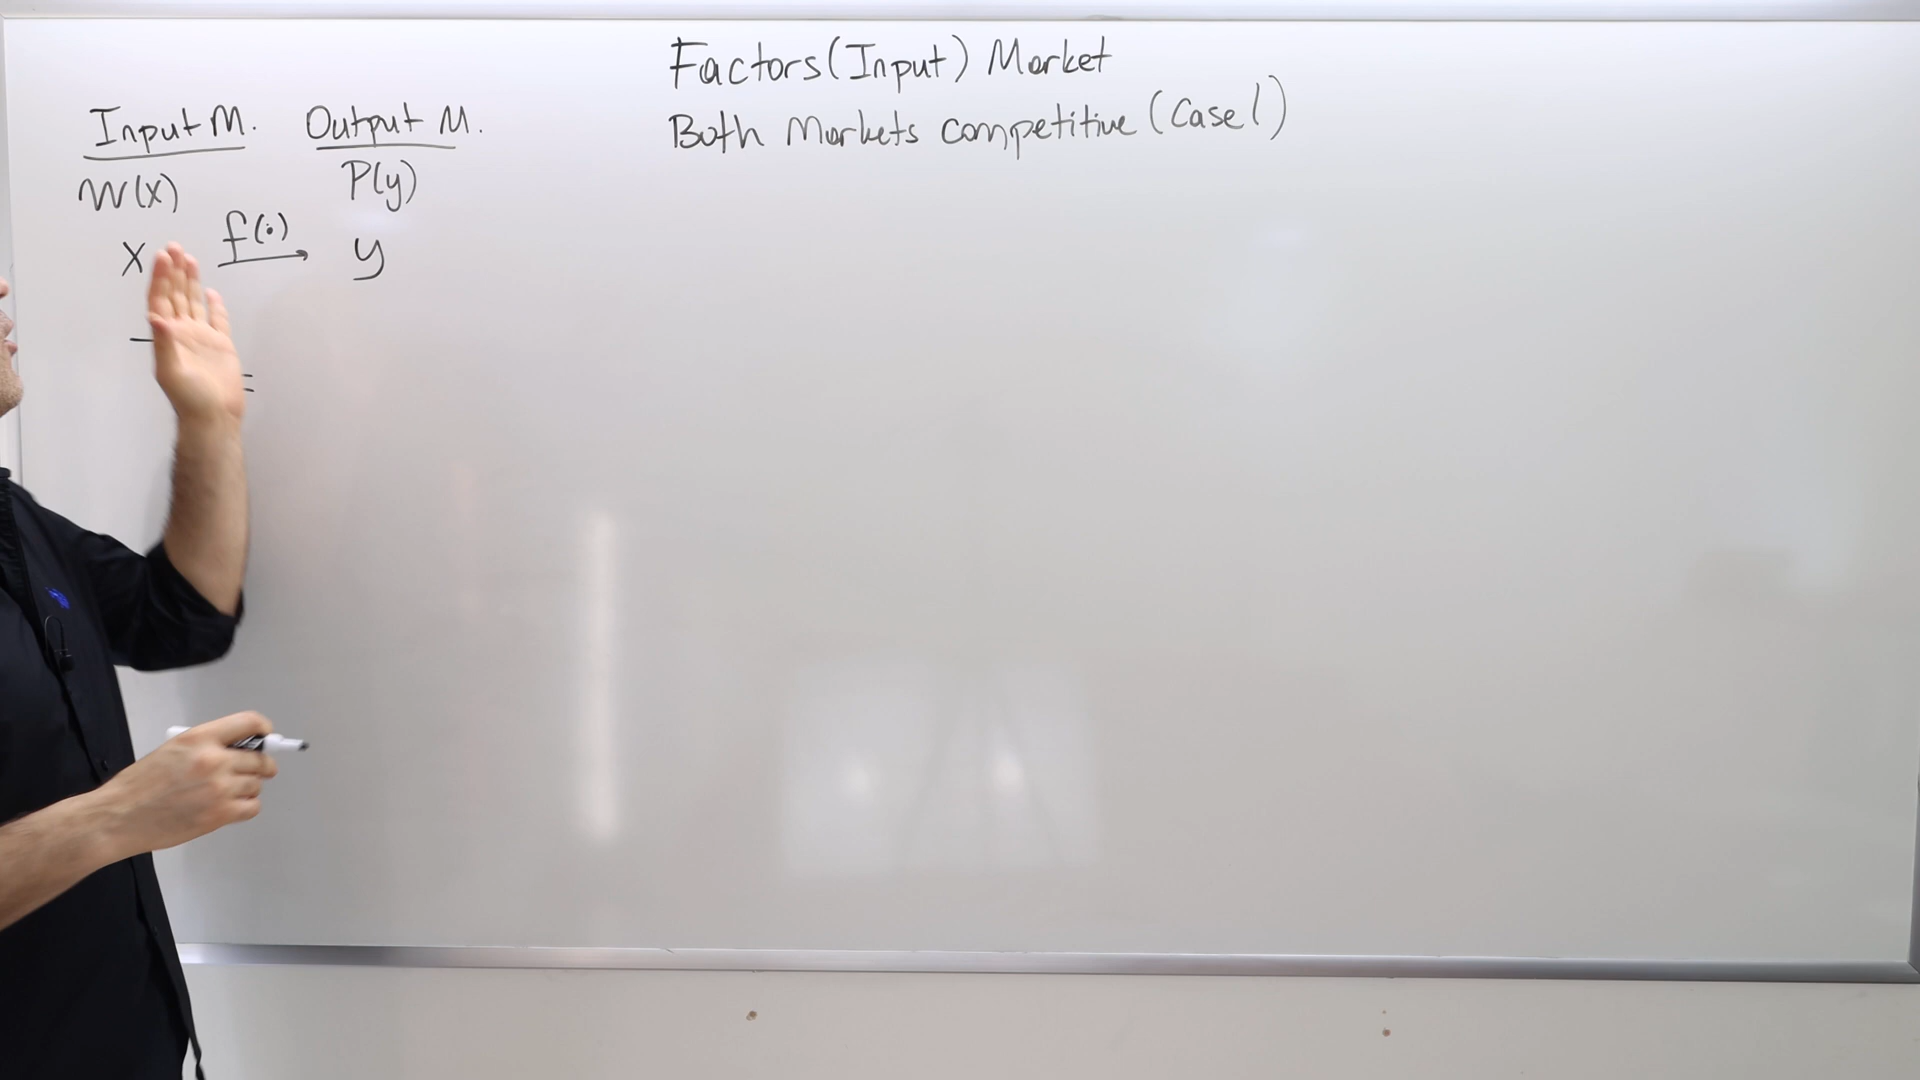 Factors (Input) Market
Both Markets competitive (Case 1)
Input M. Output M.
W(x) P(y)
x f(·) → y
=